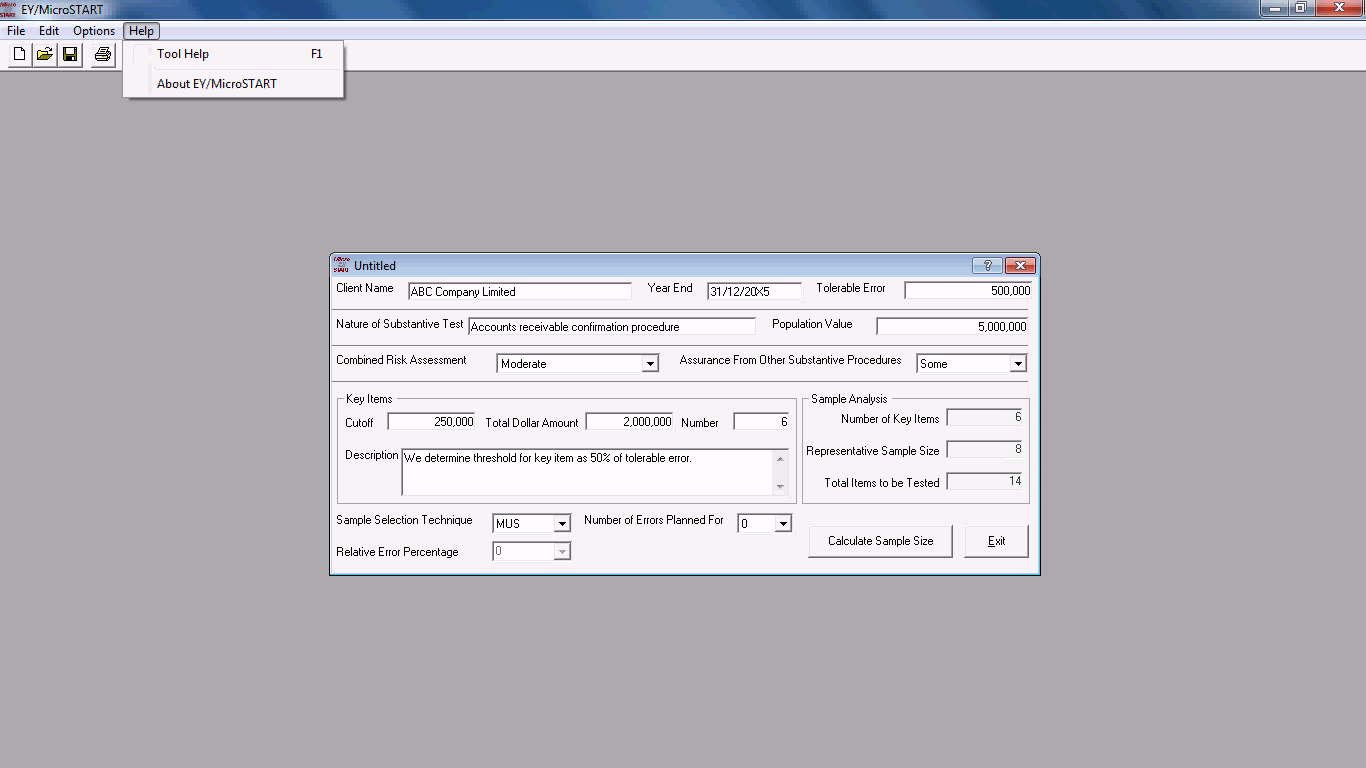 EY/MicroSTART
File Edit Options Help
Tool Help F1
About EY/MicroSTART
Untitled
Client Name ABC Company Limited Year End 31/12/20X5 Tolerable Error 500,000
Nature of Substantive Test Accounts receivable confirmation procedure Population Value 5,000,000
Combined Risk Assessment Moderate Assurance From Other Substantive Procedures Some
Key Items
Cutoff 250,000 Total Dollar Amount 2,000,000 Number 6
Description We determine threshold for key item as 50% of tolerable error.
Sample Analysis
Number of Key Items 6
Representative Sample Size 8
Total Items to be Tested 14
Sample Selection Technique MUS Number of Errors Planned For 0
Relative Error Percentage 0
Calculate Sample Size Exit